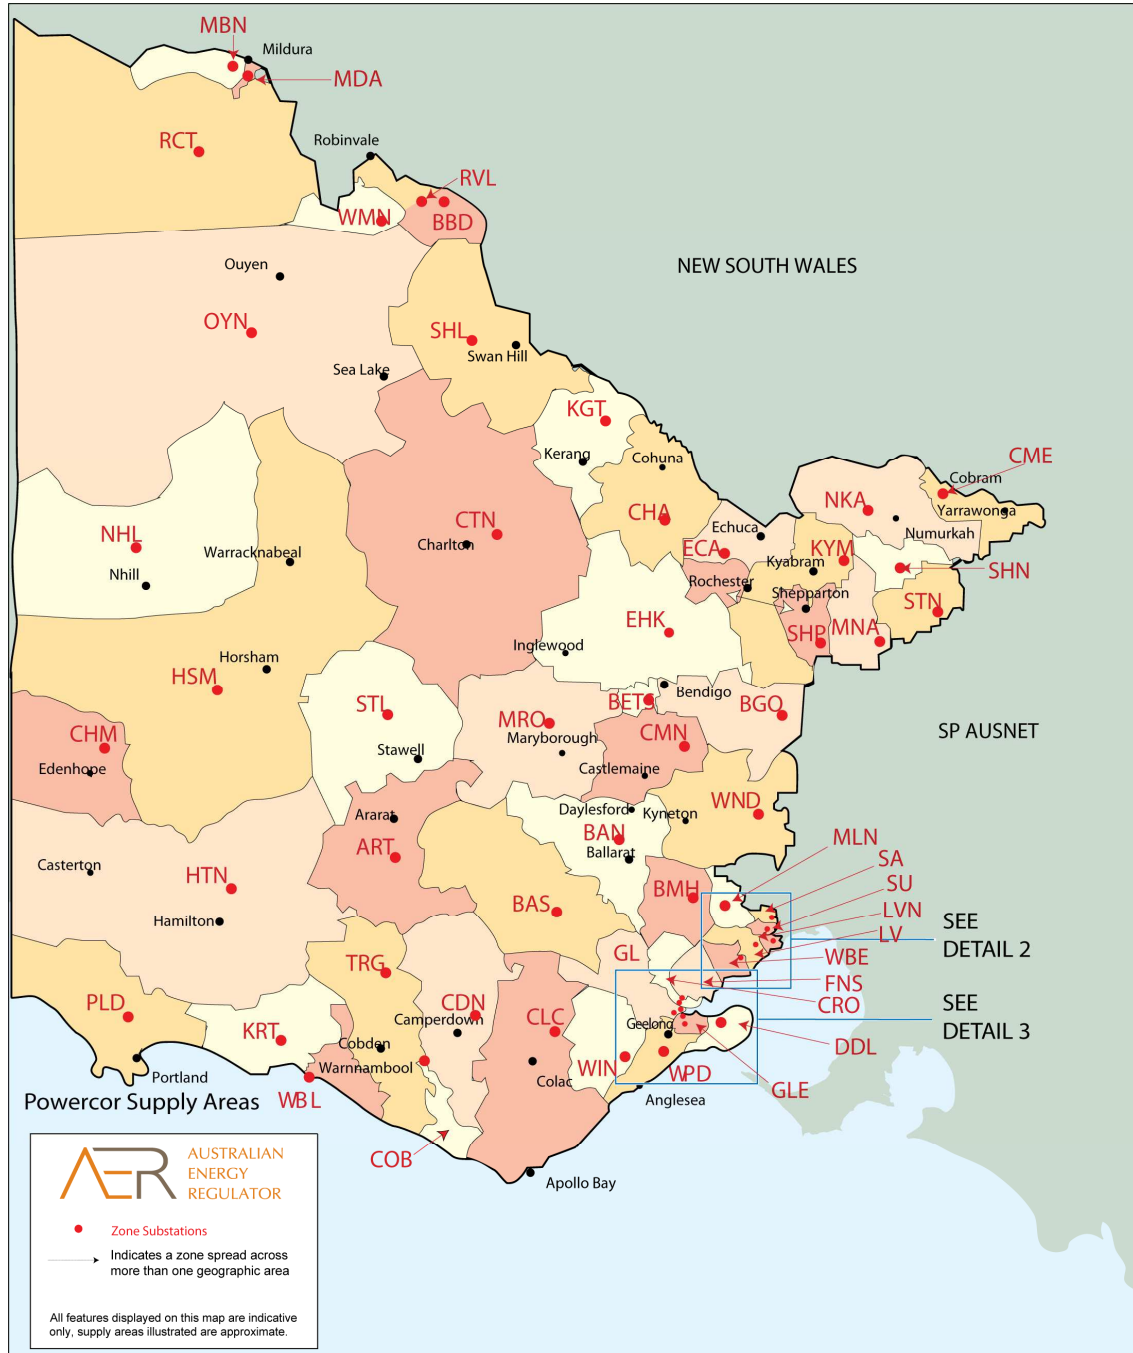 MBN
Mildura
MDA
RCT
Robinvale
RVL
WMN
BBD
NEW SOUTH WALES
Ouyen
OYN
SHL
Swan Hill
Sea Lake
KGT
Kerang
Cohuna
CME
Cobram
NKA
Yarrawonga
CTN
CHA
Echuca
Numurkah
NHL
Charlton
ECA
KYM
Warracknabeal
Kyabram
SHN
Nhill
Rochester
Shepparton
STN
EHK
SHP
MNA
Inglewood
Horsham
HSM
STL
BETS
Bendigo
BGO
MRO
CHM
Maryborough
CMN
SP AUSNET
Edenhope
Stawell
Castlemaine
Ararat
Daylesford
Kyneton
WND
ART
BAN
Ballarat
MLN
Casterton
HTN
SA
BMH
SU
BAS
LVN
Hamilton
LV
SEE
DETAIL 2
GL
WBE
TRG
FNS
PLD
CDN
CRO
SEE
DETAIL 3
KRT
Camperdown
CLC
Geelong
Cobden
DDL
Portland
Warnnambool
WIN
WPD
Colac
GLE
Powercor Supply Areas
WBL
Anglesea
COB
Apollo Bay
AER
AUSTRALIAN
ENERGY
REGULATOR
Zone Substations
Indicates a zone spread across
more than one geographic area
All features displayed on this map are indicative
only, supply areas illustrated are approximate.